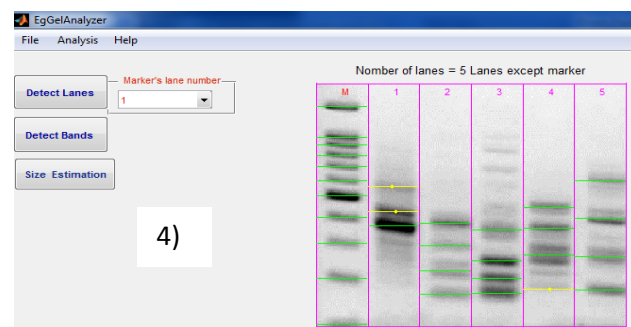 EgGelAnalyzer
File Analysis Help
Nomber of lanes = 5 Lanes except marker
Detect Lanes
Marker's lane number
1
M 1 2 3 4 5
Detect Bands
Size Estimation
4)